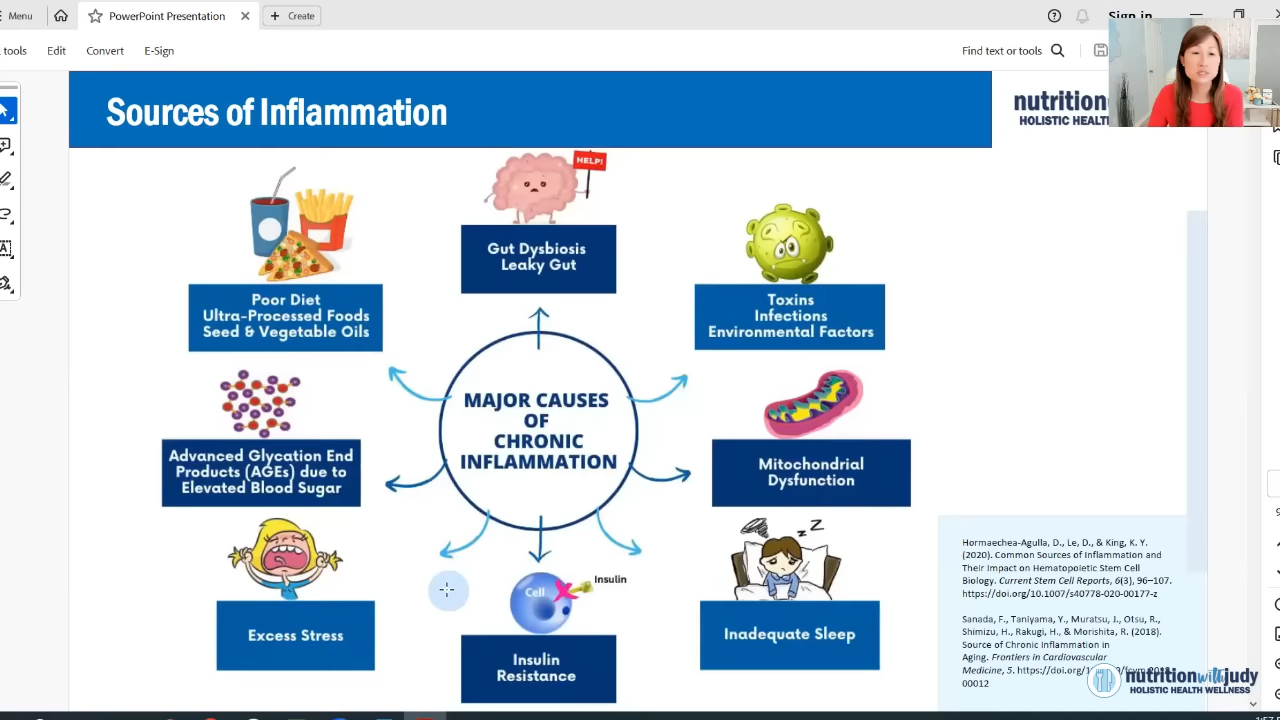 Menu
PowerPoint Presentation
Create
Sign in
tools
Edit
Convert
E-Sign
Find text or tools
Sources of Inflammation
nutrition
HOLISTIC HEALTH
HELP!
Gut Dysbiosis
Leaky Gut
Poor Diet
Ultra-Processed Foods
Seed & Vegetable Oils
Toxins
Infections
Environmental Factors
MAJOR CAUSES
OF
CHRONIC
INFLAMMATION
Advanced Glycation End
Products (AGEs) due to
Elevated Blood Sugar
Mitochondrial
Dysfunction
Excess Stress
Cell
Insulin
Insulin
Resistance
z z Z
Inadequate Sleep
Hormaechea-Agulla, D., Le, D., & King, K. Y.
(2020). Common Sources of Inflammation and
Their Impact on Hematopoietic Stem Cell
Biology. Current Stem Cell Reports, 6(3), 96–107.
https://doi.org/10.1007/s40778-020-00177-z
Sanada, F., Taniyama, Y., Muratsu, J., Otsu, R.,
Shimizu, H., Rakugi, H., & Morishita, R. (2018).
Source of Chronic Inflammation in
Aging. Frontiers in Cardiovascular
Medicine, 5. https://doi.org/
00012
nutrition with judy
HOLISTIC HEALTH WELLNESS